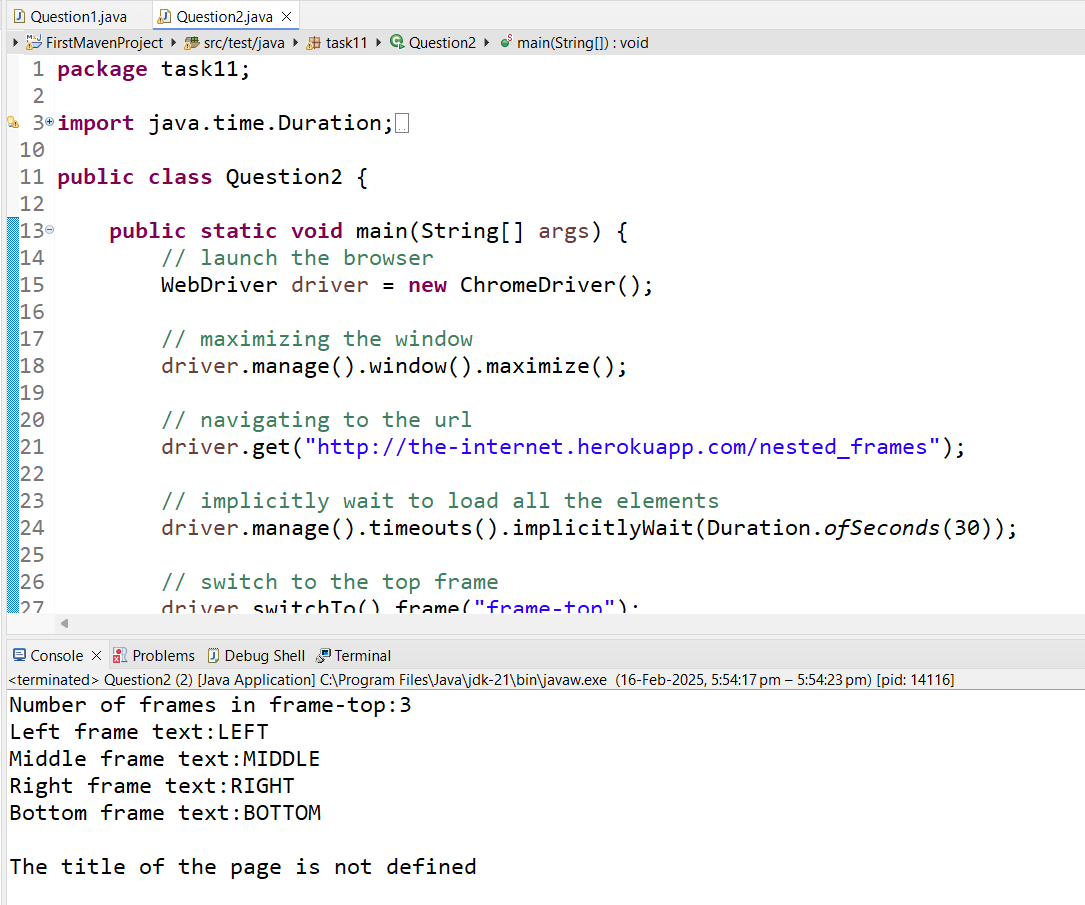 Question1.java Question2.java
FirstMavenProject src/test/java task11 Question2 main(String[]) : void
1 package task11;
2
3 import java.time.Duration;
10
11 public class Question2 {
12
13 public static void main(String[] args) {
14 // launch the browser
15 WebDriver driver = new ChromeDriver();
16
17 // maximizing the window
18 driver.manage().window().maximize();
19
20 // navigating to the url
21 driver.get("http://the-internet.herokuapp.com/nested_frames");
22
23 // implicitly wait to load all the elements
24 driver.manage().timeouts().implicitlyWait(Duration.ofSeconds(30));
25
26 // switch to the top frame
27 driver.switchTo().frame("frame-top");
Console Problems Debug Shell Terminal
<terminated> Question2 (2) [Java Application] C:\Program Files\Java\jdk-21\bin\javaw.exe (16-Feb-2025, 5:54:17 pm – 5:54:23 pm) [pid: 14116]
Number of frames in frame-top:3
Left frame text:LEFT
Middle frame text:MIDDLE
Right frame text:RIGHT
Bottom frame text:BOTTOM
The title of the page is not defined